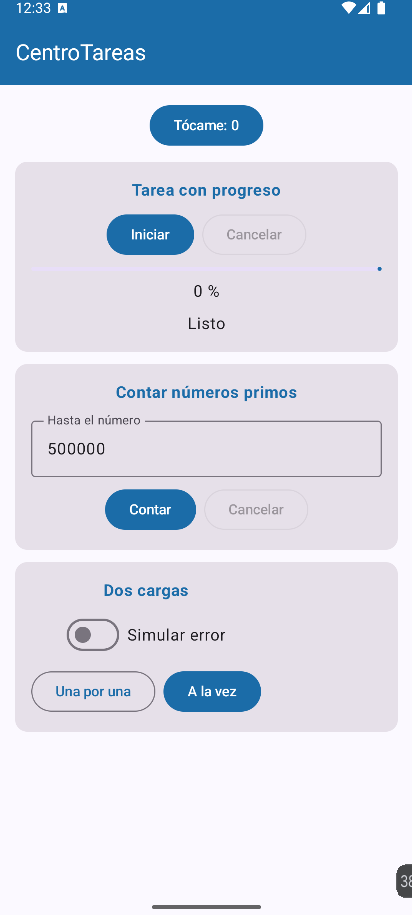 12:33 A
CentroTareas
Tócame: 0
Tarea con progreso
Iniciar Cancelar
0 %
Listo
Contar números primos
Hasta el número
500000
Contar Cancelar
Dos cargas
Simular error
Una por una A la vez